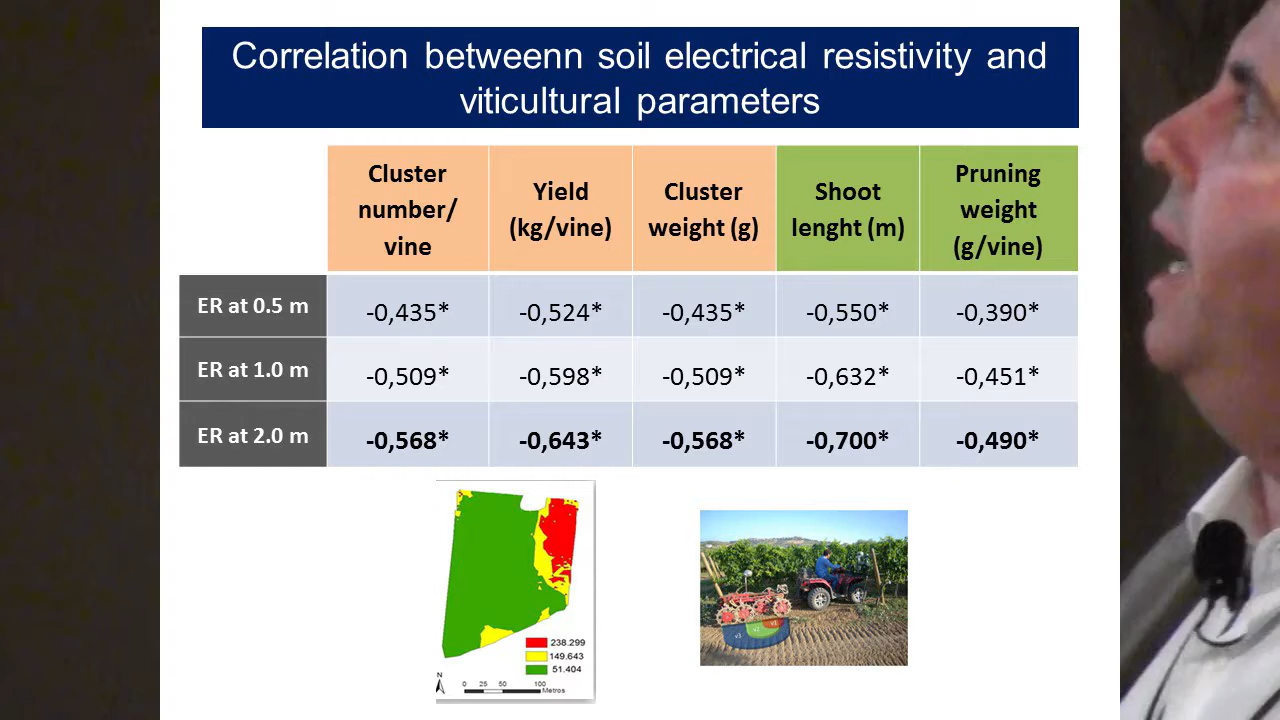 Correlation betweenn soil electrical resistivity and
viticultural parameters
Cluster
number/
vine
Yield
(kg/vine)
Cluster
weight (g)
Shoot
lenght (m)
Pruning
weight
(g/vine)
ER at 0.5 m -0,435* -0,524* -0,435* -0,550* -0,390*
ER at 1.0 m -0,509* -0,598* -0,509* -0,632* -0,451*
ER at 2.0 m -0,568* -0,643* -0,568* -0,700* -0,490*
238.299
149.643
51.404
N
0 25 50 100
Metros
v3 v2 v1